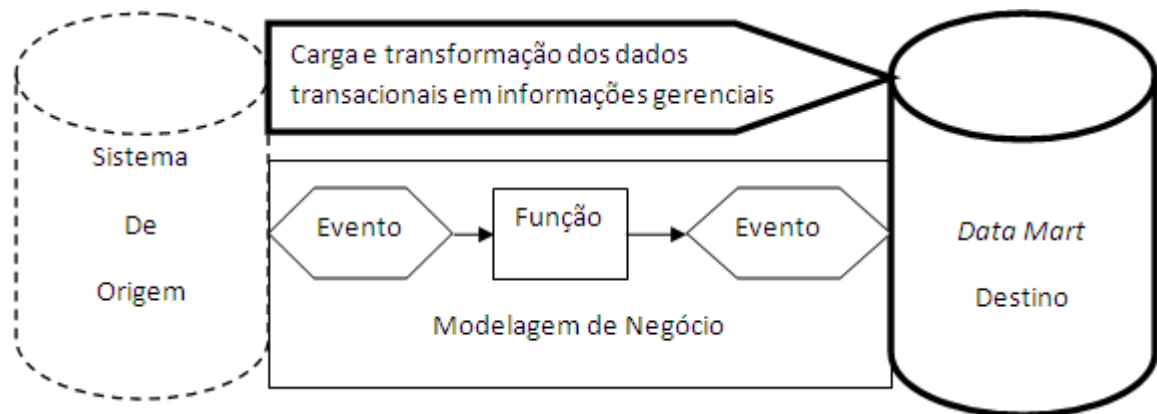 Carga e transformação dos dados
transacionais em informações gerenciais
Sistema
De
Origem
Evento
Função
Evento
Modelagem de Negócio
Data Mart
Destino